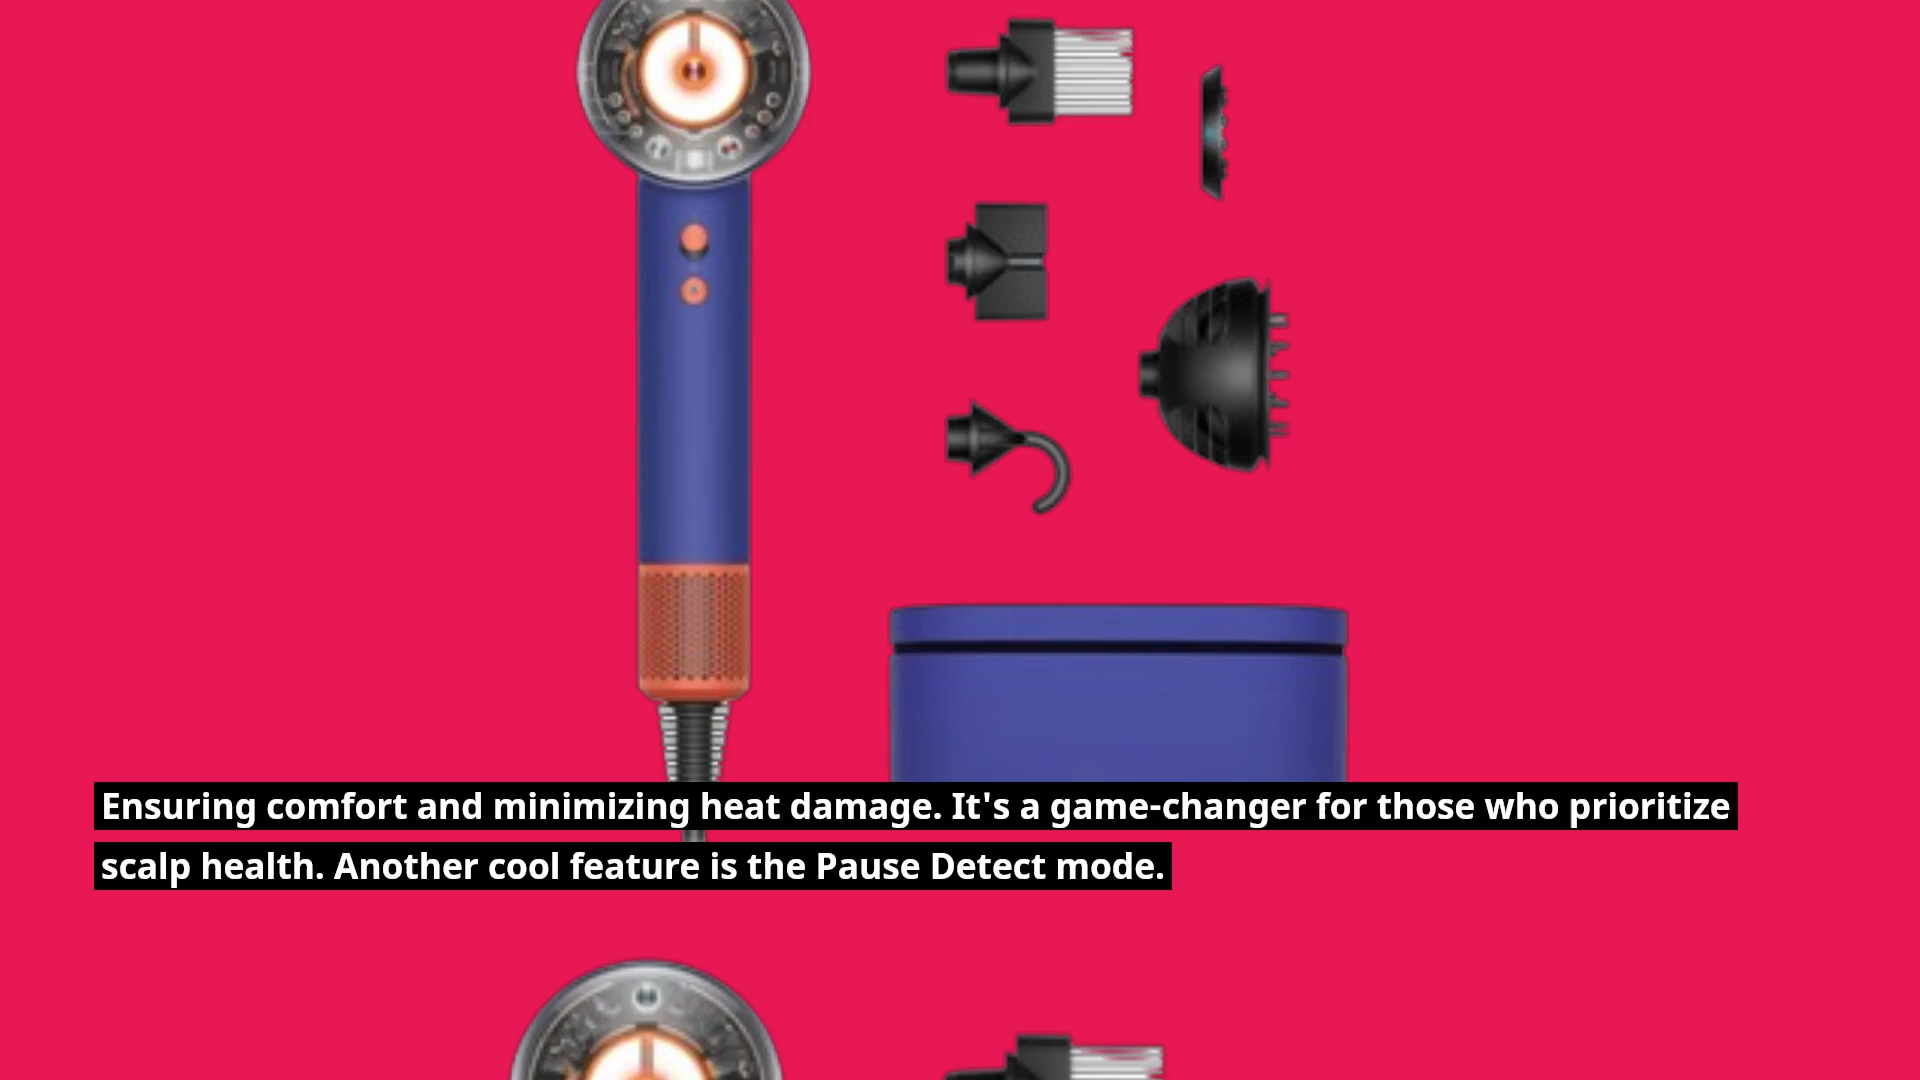 Ensuring comfort and minimizing heat damage. It's a game-changer for those who prioritize
scalp health. Another cool feature is the Pause Detect mode.